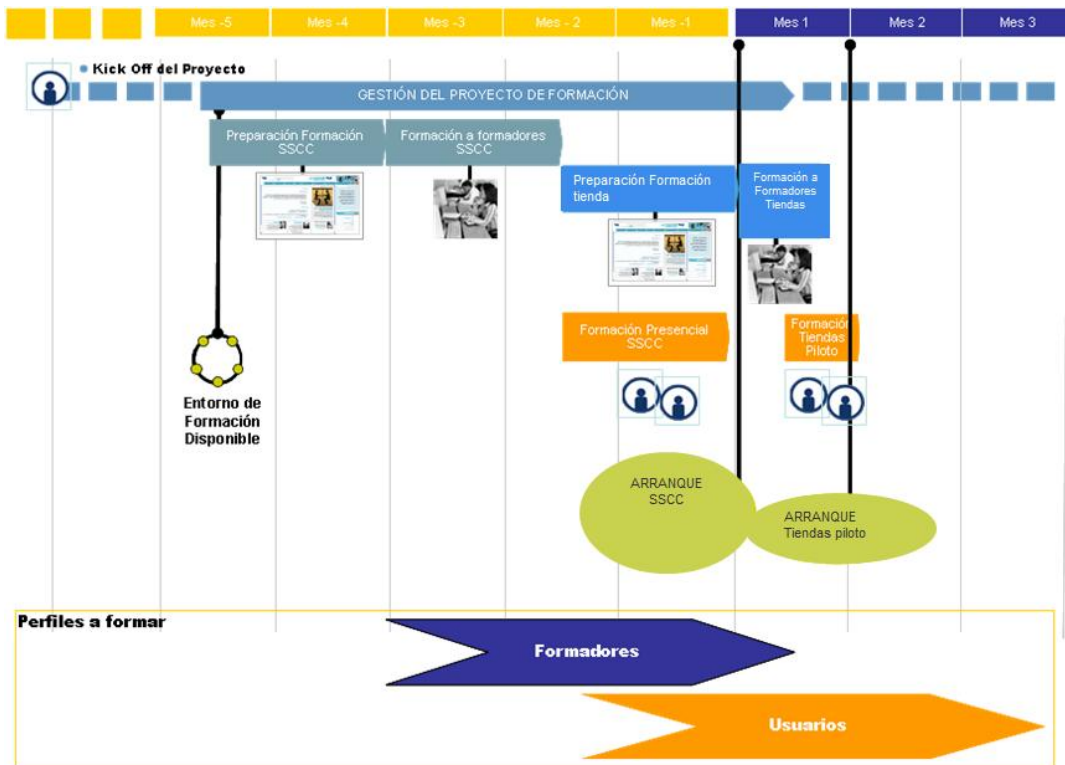 Mes -5
Mes -4
Mes -3
Mes - 2
Mes -1
Mes 1
Mes 2
Mes 3
Kick Off del Proyecto
GESTIÓN DEL PROYECTO DE FORMACIÓN
Preparación Formación
SSCC
Formación a formadores
SSCC
Preparación Formación
tienda
Formación a
Formadores
Tiendas
Formación Presencial
SSCC
Formación
Tiendas
Piloto
Entorno de
Formación
Disponible
ARRANQUE
SSCC
ARRANQUE
Tiendas piloto
Perfiles a formar
Formadores
Usuarios